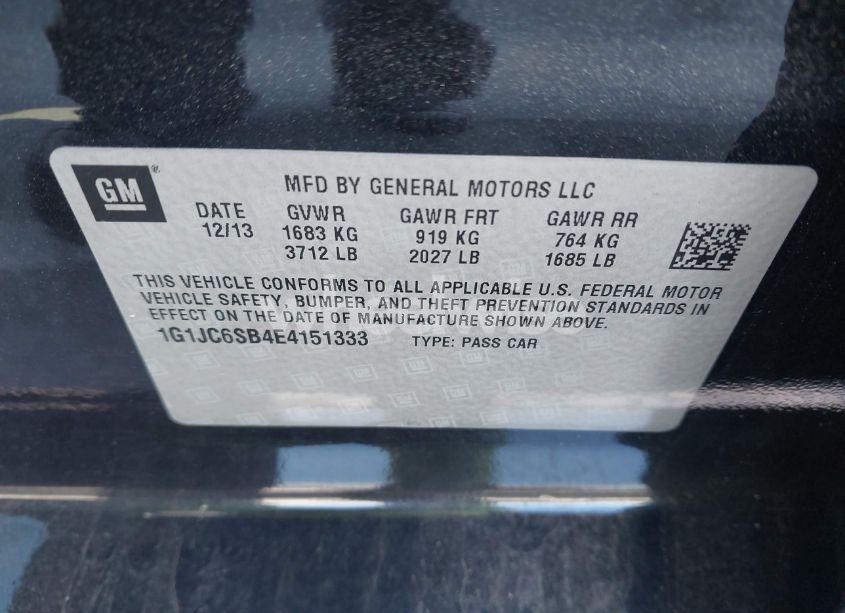 GM ®
MFD BY GENERAL MOTORS LLC
DATE GVWR GAWR FRT GAWR RR
12/13 1683 KG 919 KG 764 KG
3712 LB 2027 LB 1685 LB
THIS VEHICLE CONFORMS TO ALL APPLICABLE U.S. FEDERAL MOTOR
VEHICLE SAFETY, BUMPER, AND THEFT PREVENTION STANDARDS IN
EFFECT ON THE DATE OF MANUFACTURE SHOWN ABOVE.
1G1JC6SB4E4151333 TYPE: PASS CAR